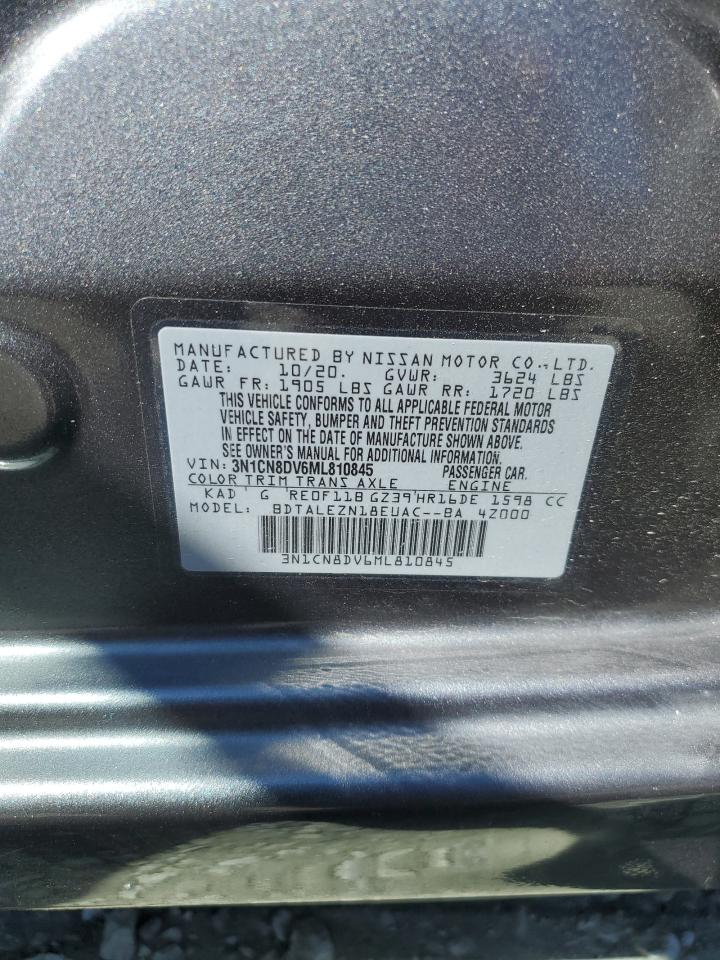 MANUFACTURED BY NISSAN MOTOR CO.,LTD.
DATE: 10/20. GVWR: 3624 LBS
GAWR FR: 1905 LBS GAWR RR: 1720 LBS
THIS VEHICLE CONFORMS TO ALL APPLICABLE FEDERAL MOTOR
VEHICLE SAFETY, BUMPER AND THEFT PREVENTION STANDARDS
IN EFFECT ON THE DATE OF MANUFACTURE SHOWN ABOVE.
SEE OWNER'S MANUAL FOR ADDITIONAL INFORMATION.
VIN: 3N1CN8DV6ML810845 PASSENGER CAR.
COLOR TRIM TRANS AXLE ENGINE
KAD' G 'RE0F11B GZ39'HR16DE 1598 CC
MODEL: BDTALEZN18EUAC--BA 4Z000
3N1CN8DV6ML810845